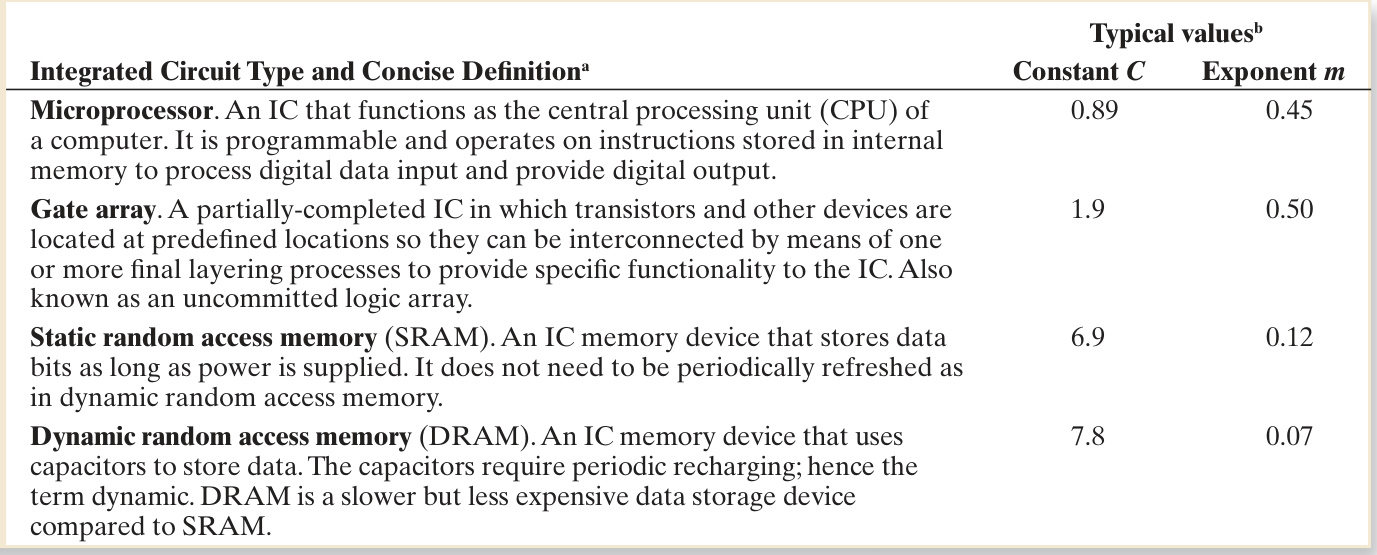 Typical valuesᵇ
Integrated Circuit Type and Concise Definitionᵃ Constant C Exponent m
Microprocessor. An IC that functions as the central processing unit (CPU) of 0.89 0.45
a computer. It is programmable and operates on instructions stored in internal
memory to process digital data input and provide digital output.
Gate array. A partially-completed IC in which transistors and other devices are 1.9 0.50
located at predefined locations so they can be interconnected by means of one
or more final layering processes to provide specific functionality to the IC. Also
known as an uncommitted logic array.
Static random access memory (SRAM). An IC memory device that stores data 6.9 0.12
bits as long as power is supplied. It does not need to be periodically refreshed as
in dynamic random access memory.
Dynamic random access memory (DRAM). An IC memory device that uses 7.8 0.07
capacitors to store data. The capacitors require periodic recharging; hence the
term dynamic. DRAM is a slower but less expensive data storage device
compared to SRAM.